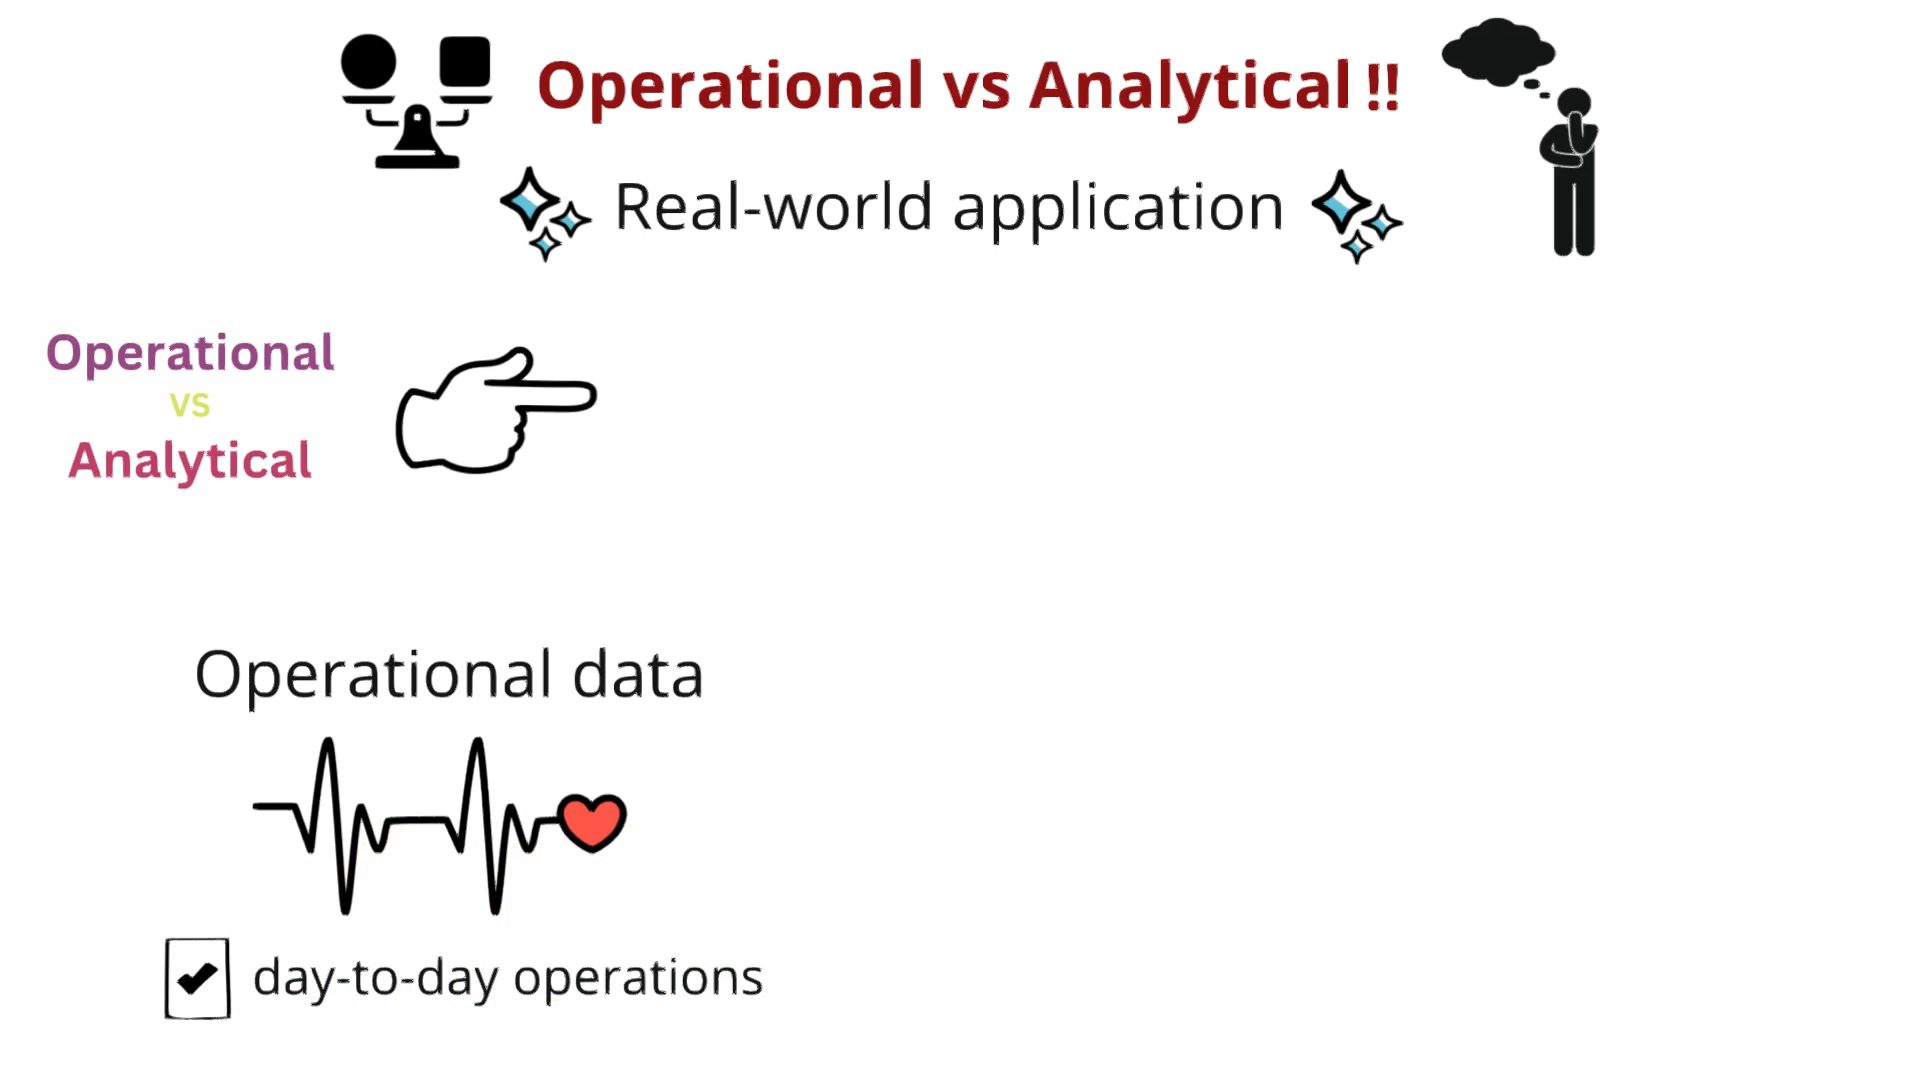 Operational vs Analytical !!
Real-world application
Operational
vs
Analytical
Operational data
day-to-day operations